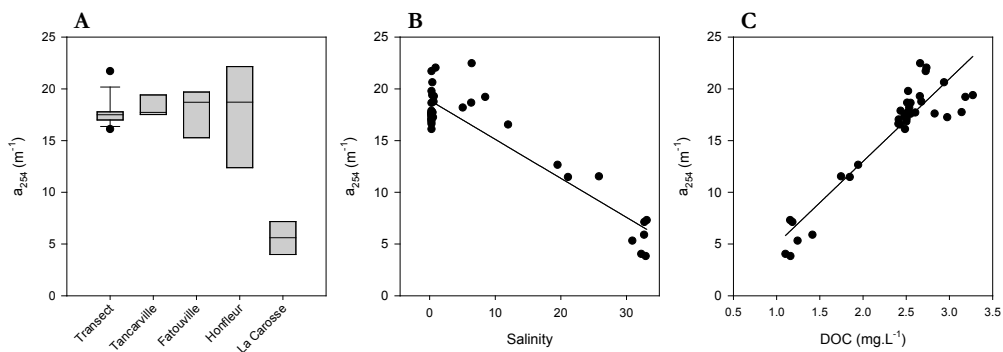 A
B
C
25
20
15
10
5
0
a254 (m-1)
Transect
Tancarville
Fatouville
Honfleur
La Carosse
25
20
15
10
5
0
a254 (m-1)
0
10
20
30
Salinity
25
20
15
10
5
0
a254 (m-1)
0.5
1.0
1.5
2.0
2.5
3.0
3.5
DOC (mg.L-1)